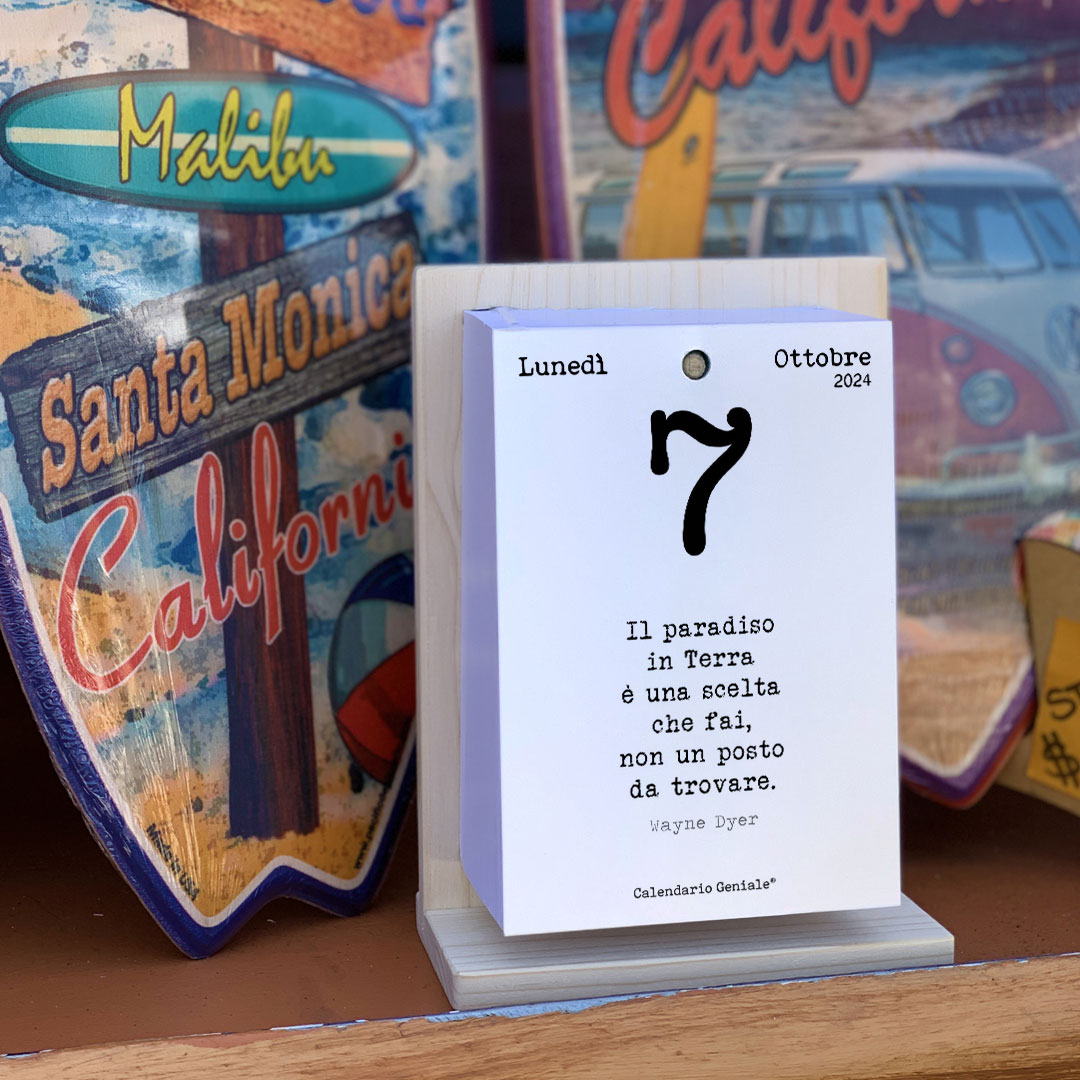 Malibu
Santa Monica
California
Lunedì
Ottobre
2024
7
Il paradiso
in Terra
è una scelta
che fai,
non un posto
da trovare.
Wayne Dyer
Calendario Geniale®